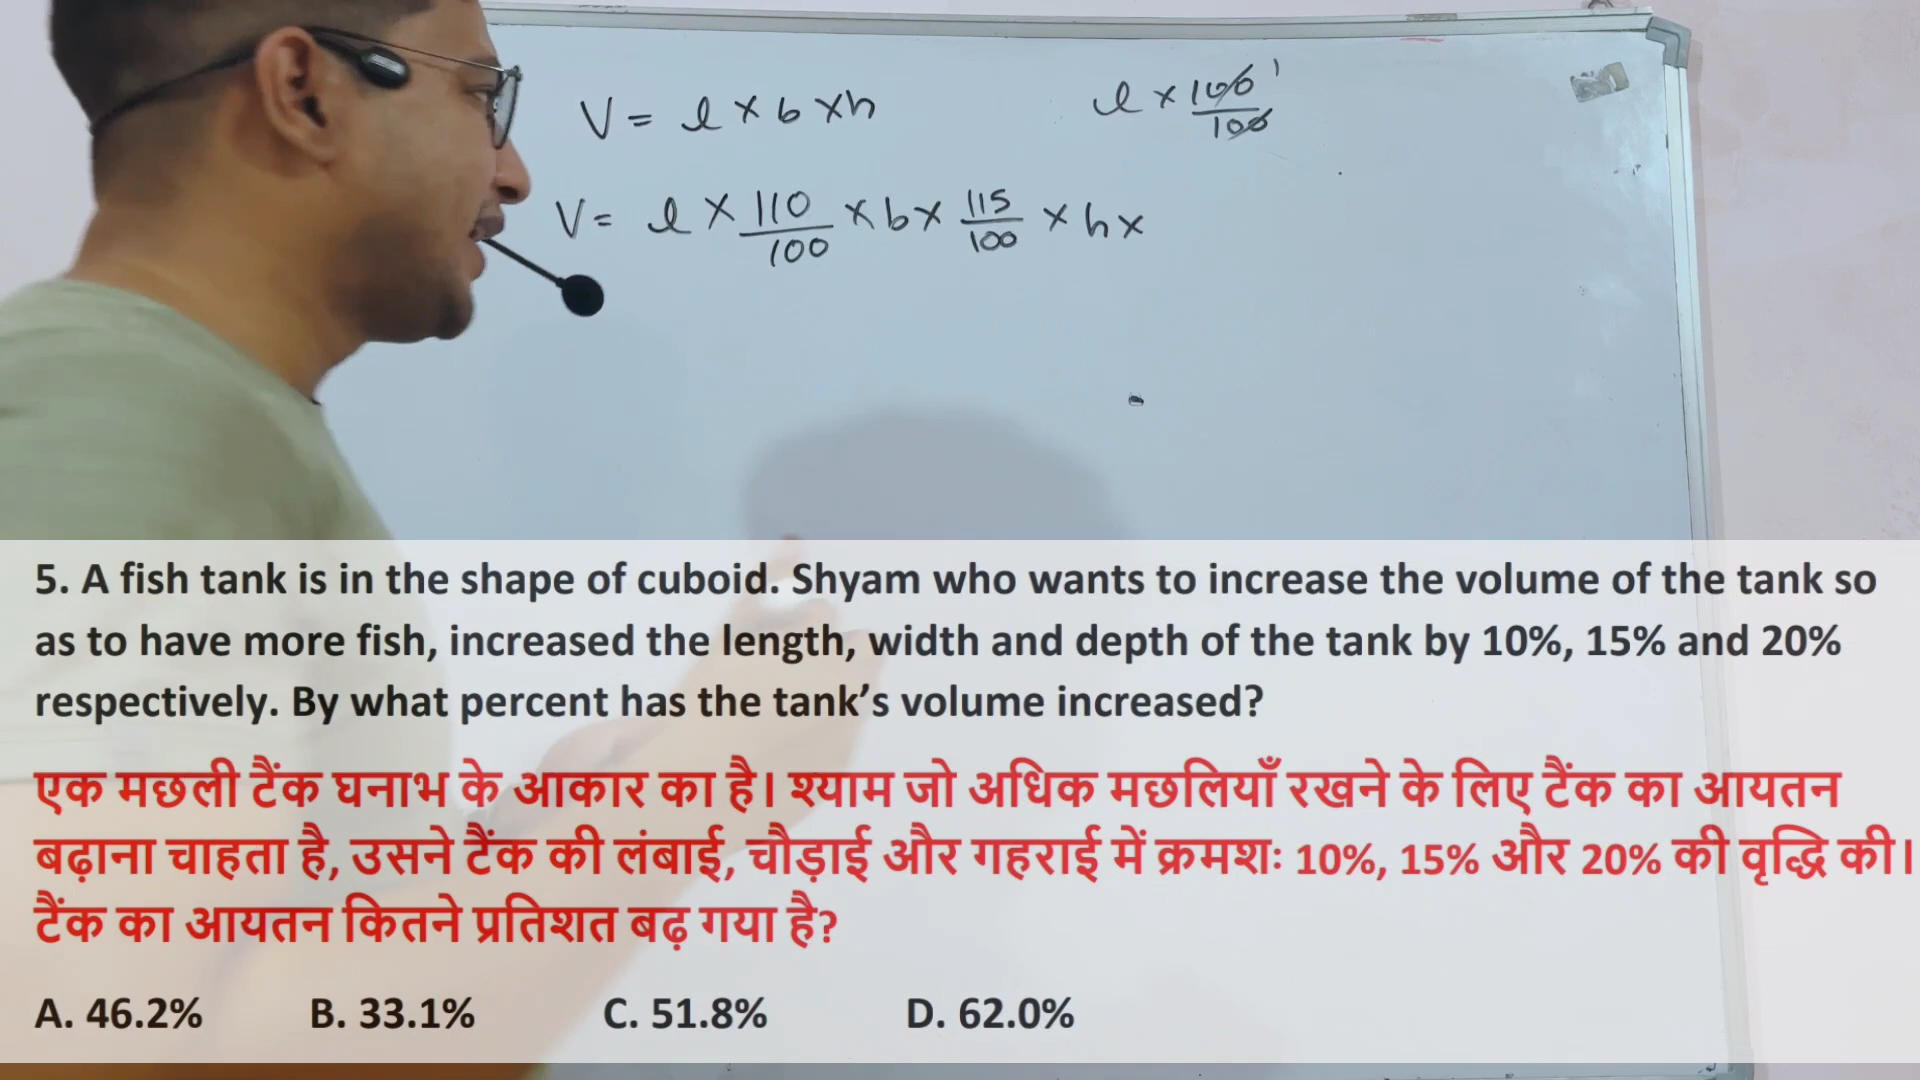 V = l × b × h
l × 100/100 1
V = l × 110/100 × b × 115/100 × h ×
5. A fish tank is in the shape of cuboid. Shyam who wants to increase the volume of the tank so
as to have more fish, increased the length, width and depth of the tank by 10%, 15% and 20%
respectively. By what percent has the tank’s volume increased?
एक मछली टैंक घनाभ के आकार का है। श्याम जो अधिक मछलियाँ रखने के लिए टैंक का आयतन
बढ़ाना चाहता है, उसने टैंक की लंबाई, चौड़ाई और गहराई में क्रमशः 10%, 15% और 20% की वृद्धि की।
टैंक का आयतन कितने प्रतिशत बढ़ गया है?
A. 46.2% B. 33.1% C. 51.8% D. 62.0%